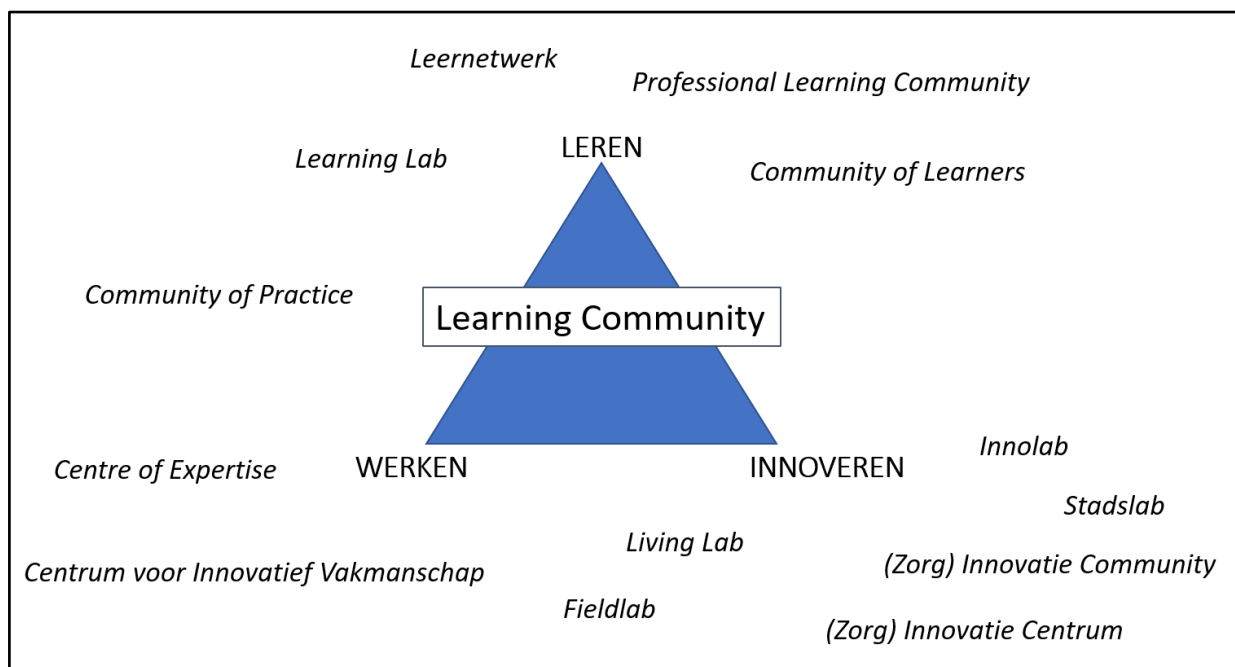 Leernetwerk
Professional Learning Community
LEREN
Learning Lab
Community of Learners
Community of Practice
Learning Community
WERKEN
INNOVEREN
Innolab
Centre of Expertise
Stadslab
Living Lab
(Zorg) Innovatie Community
Centrum voor Innovatief Vakmanschap
Fieldlab
(Zorg) Innovatie Centrum